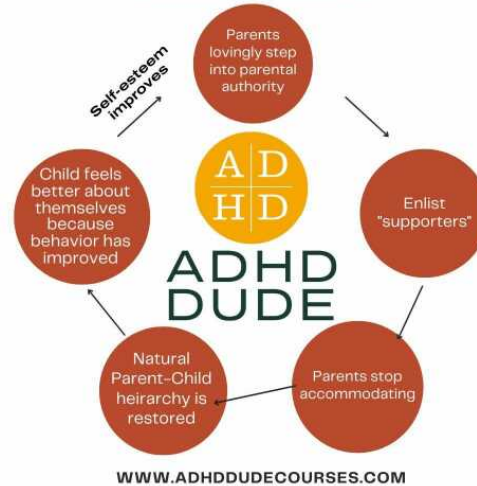 Parents
lovingly step
into parental
authority
Self-esteem
improves
Child feels
better about
themselves
because
behavior has
improved
A D
H D
Enlist
"supporters"
ADHD
DUDE
Natural
Parent-Child
heirarchy is
restored
Parents stop
accommodating
WWW.ADHDDUDECOURSES.COM